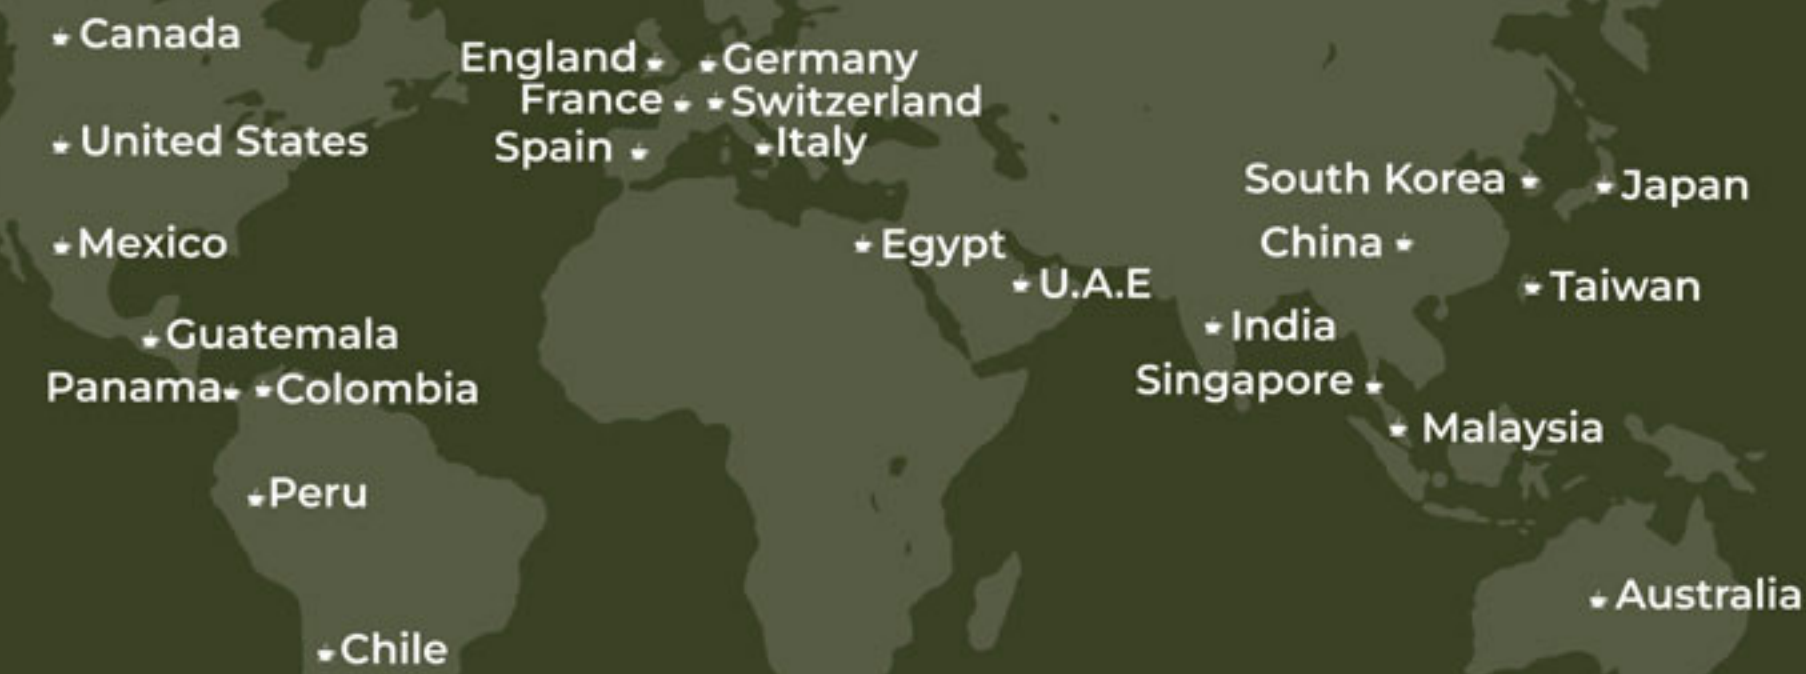 Canada
England
Germany
France
Switzerland
United States
Spain
Italy
South Korea
Japan
Mexico
Egypt
China
U.A.E
Taiwan
Guatemala
India
Panama
Colombia
Singapore
Malaysia
Peru
Australia
Chile